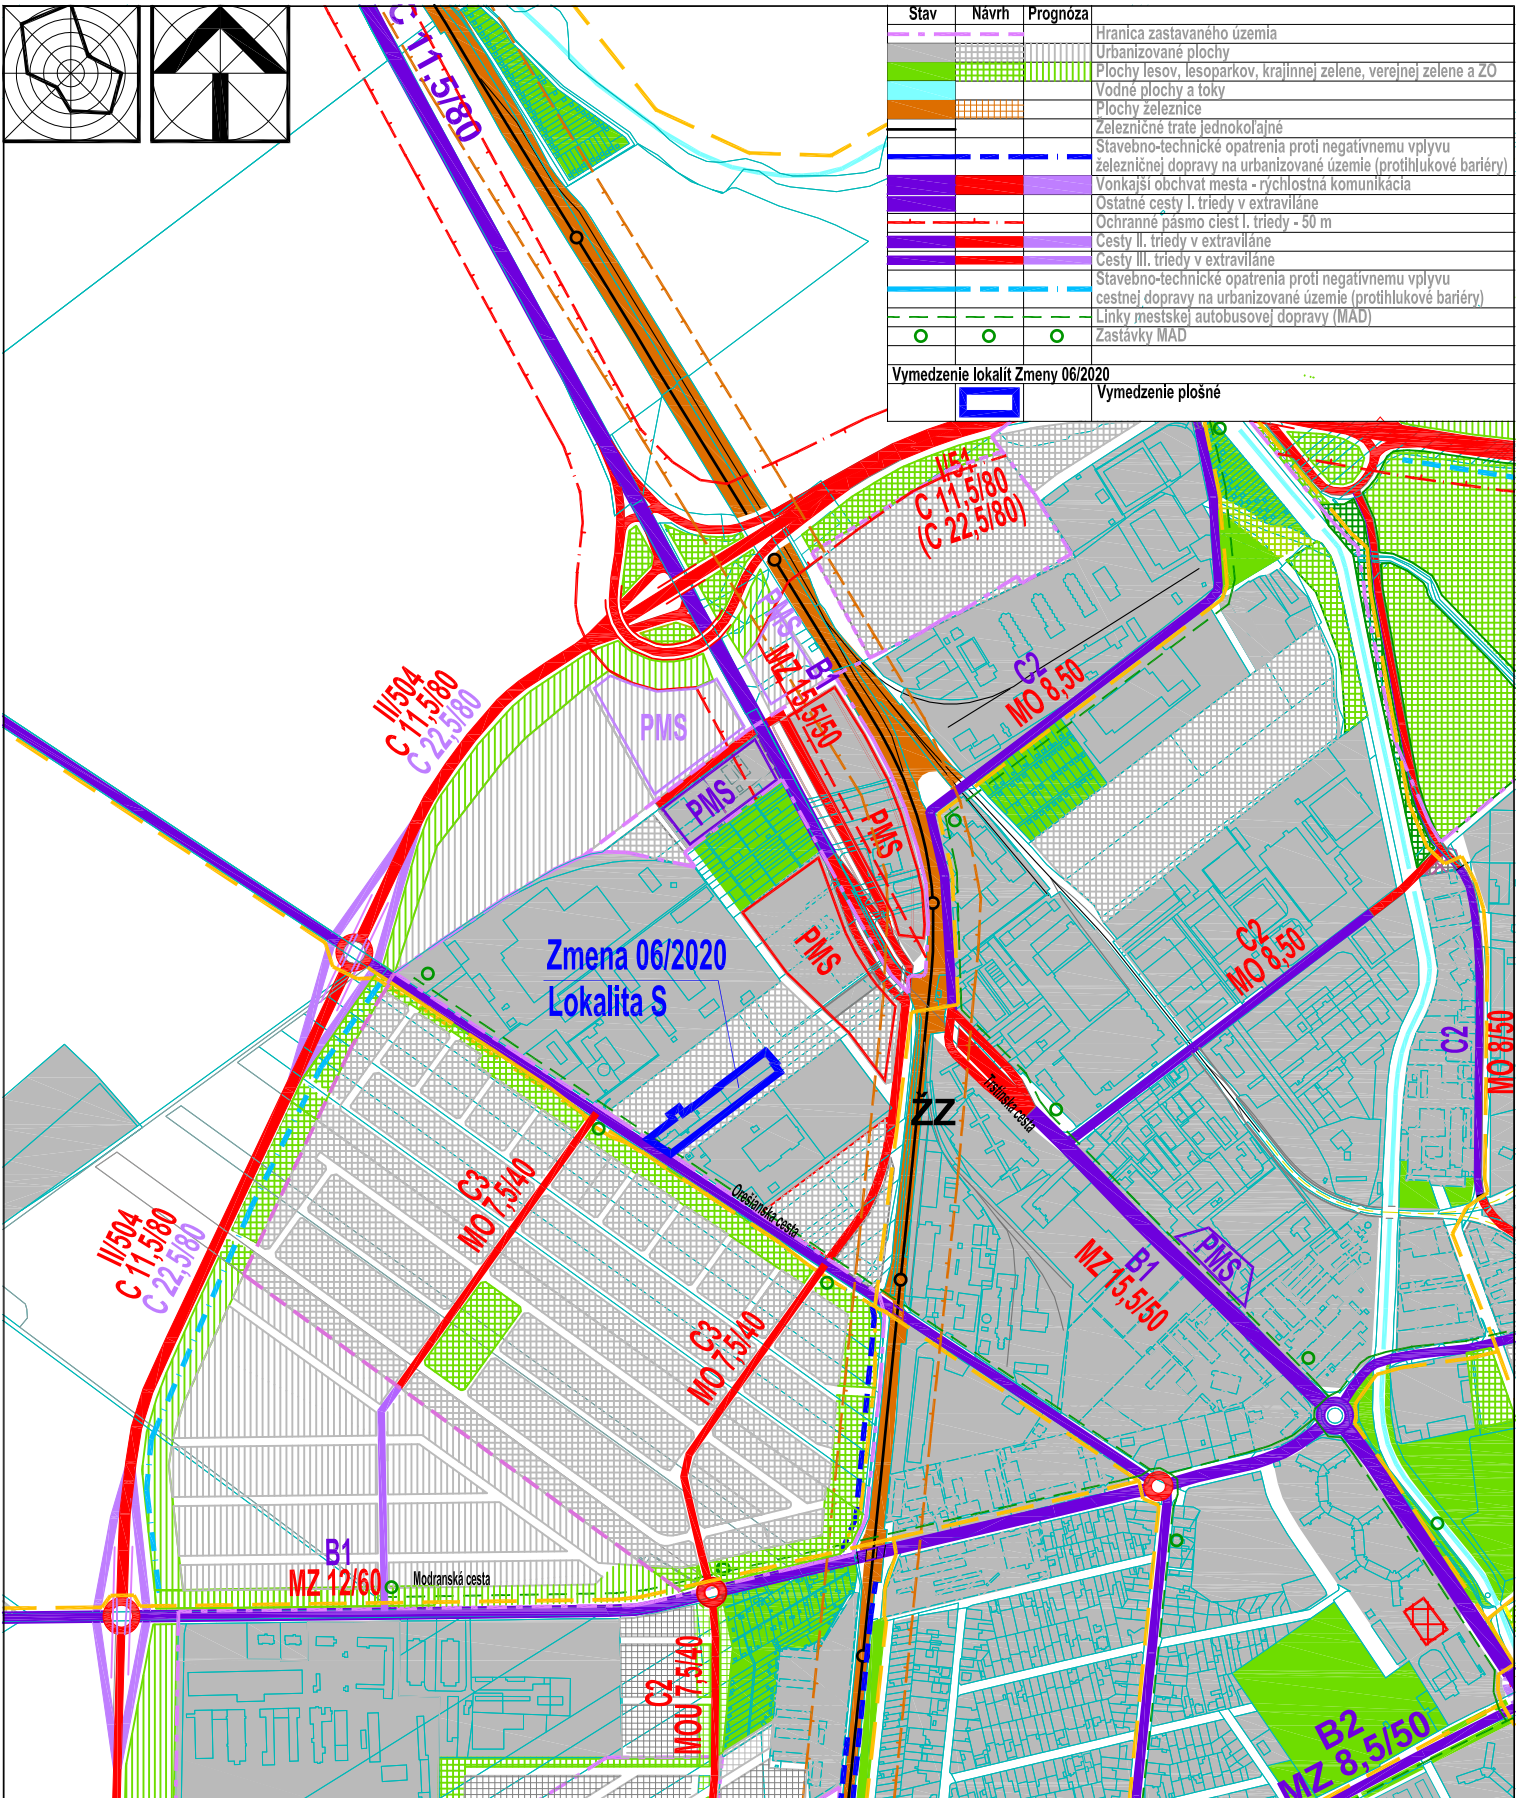 Stav Návrh Prognóza
Hranica zastavaného územia
Urbanizované plochy
Plochy lesov, lesoparkov, krajinnej zelene, verejnej zelene a ZO
Vodné plochy a toky
Plochy železnice
Železničné trate jednokoľajné
Stavebno-technické opatrenia proti negatívnemu vplyvu
železničnej dopravy na urbanizované územie (protihlukové bariéry)
Vonkajší obchvat mesta - rýchlostná komunikácia
Ostatné cesty I. triedy v extraviláne
Ochranné pásmo ciest I. triedy - 50 m
Cesty II. triedy v extraviláne
Cesty III. triedy v extraviláne
Stavebno-technické opatrenia proti negatívnemu vplyvu
cestnej dopravy na urbanizované územie (protihlukové bariéry)
Linky mestskej autobusovej dopravy (MAD)
Zastávky MAD
Vymedzenie lokalít Zmeny 06/2020
Vymedzenie plošné
C 11,5/80
I/51
C 11,5/80
(C 22,5/80)
PMS
B1
MZ 15,5/50
C2
MO 8,50
II/504
C 11,5/80
C 22,5/80
PMS
PMS
PMS
PMS
Zmena 06/2020
Lokalita S
C2
MO 8,50
C2
MO 8/50
Trstínska cesta
ŽZ
C3
MO 7,5/40
Orešianska cesta
II/504
C 11,5/80
C 22,5/80
PMS
B1
MZ 15,5/50
C3
MO 7,5/40
B1
MZ 12/60
Modranská cesta
C2
MOU 7,5/40
B2
MZ 8,5/50